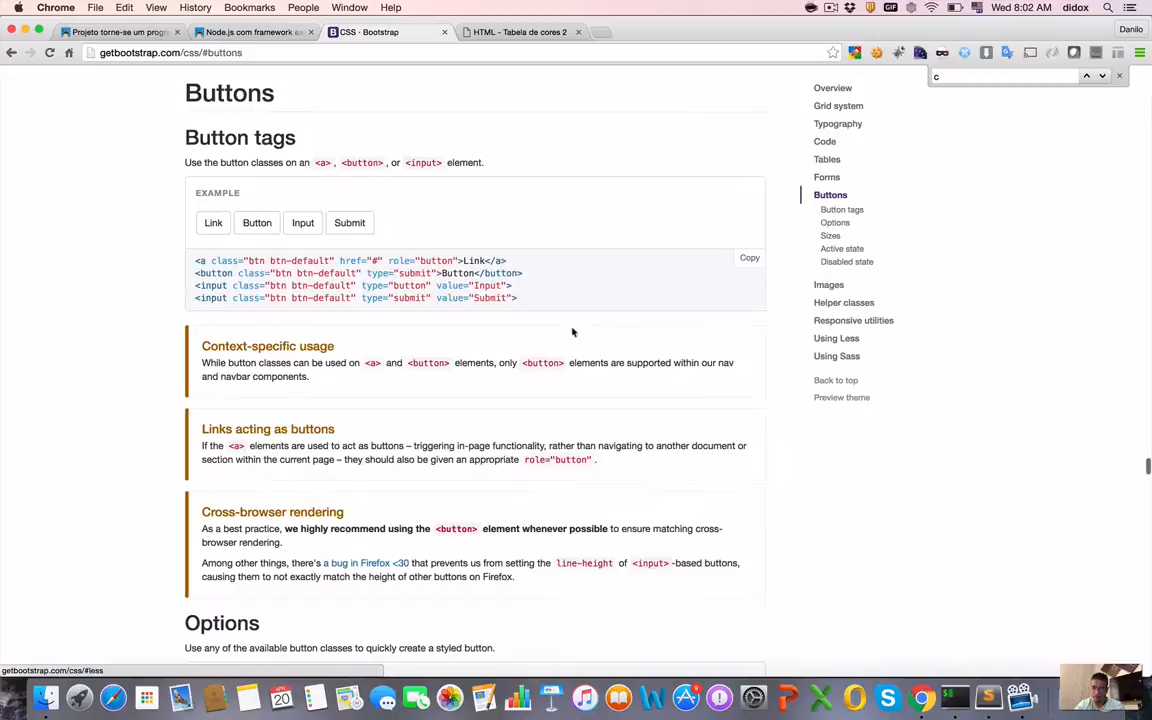 Chrome File Edit View History Bookmarks People Window Help
GIF
Wed 8:02 AM didox
Projeto torne-se um progr
Node.js com framework ex
CSS · Bootstrap
HTML - Tabela de cores 2
Danilo
getbootstrap.com/css/#buttons
c
Buttons
Button tags
Use the button classes on an <a>, <button>, or <input> element.
EXAMPLE
Link Button Input Submit
Copy
<a class="btn btn-default" href="#" role="button">Link</a>
<button class="btn btn-default" type="submit">Button</button>
<input class="btn btn-default" type="button" value="Input">
<input class="btn btn-default" type="submit" value="Submit">
Context-specific usage
While button classes can be used on <a> and <button> elements, only <button> elements are supported within our nav
and navbar components.
Links acting as buttons
If the <a> elements are used to act as buttons – triggering in-page functionality, rather than navigating to another document or
section within the current page – they should also be given an appropriate role="button".
Cross-browser rendering
As a best practice, we highly recommend using the <button> element whenever possible to ensure matching cross-
browser rendering.
Among other things, there's a bug in Firefox <30 that prevents us from setting the line-height of <input>-based buttons,
causing them to not exactly match the height of other buttons on Firefox.
Options
Use any of the available button classes to quickly create a styled button.
Overview
Grid system
Typography
Code
Tables
Forms
Buttons
Button tags
Options
Sizes
Active state
Disabled state
Images
Helper classes
Responsive utilities
Using Less
Using Sass
Back to top
Preview theme
getbootstrap.com/css/#less
20